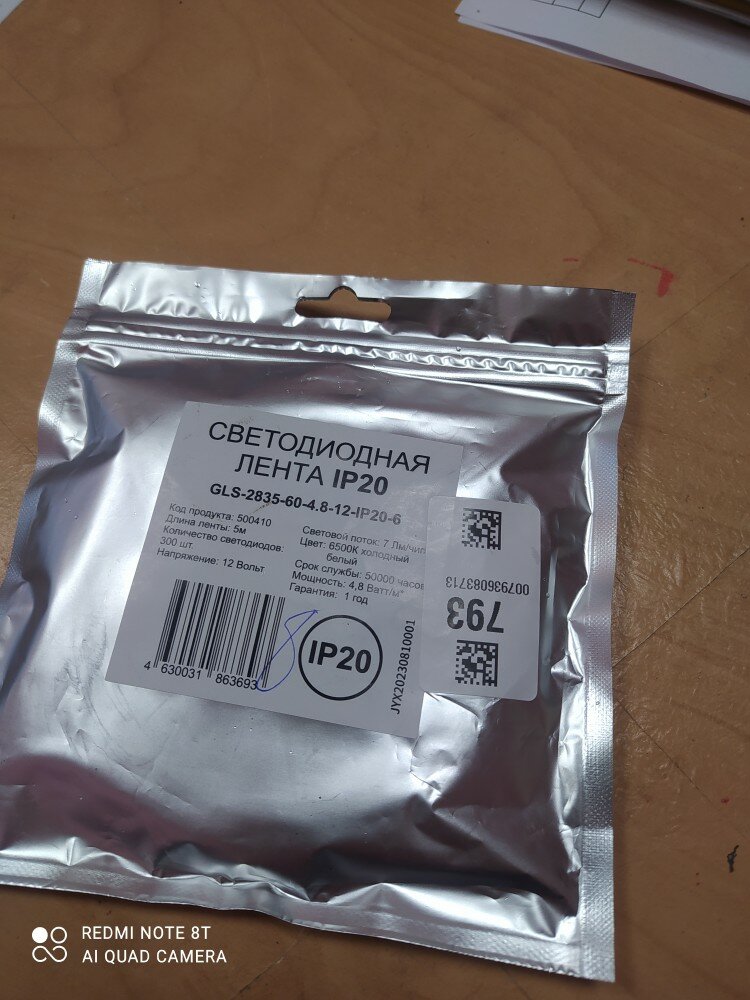 СВЕТОДИОДНАЯ
ЛЕНТА IP20
GLS-2835-60-4.8-12-IP20-6
Код продукта: 500410
Длина ленты: 5м
Количество светодиодов:
300 шт.
Напряжение: 12 Вольт
Световой поток: 7 Лм/чип
Цвет: 6500К холодный
белый
Срок службы: 50000 часов
Мощность: 4,8 Ватт/м*
Гарантия: 1 год
4 630031 863693
8
IP20
JYX20230810001
0079936083713
793
REDMI NOTE 8T
AI QUAD CAMERA